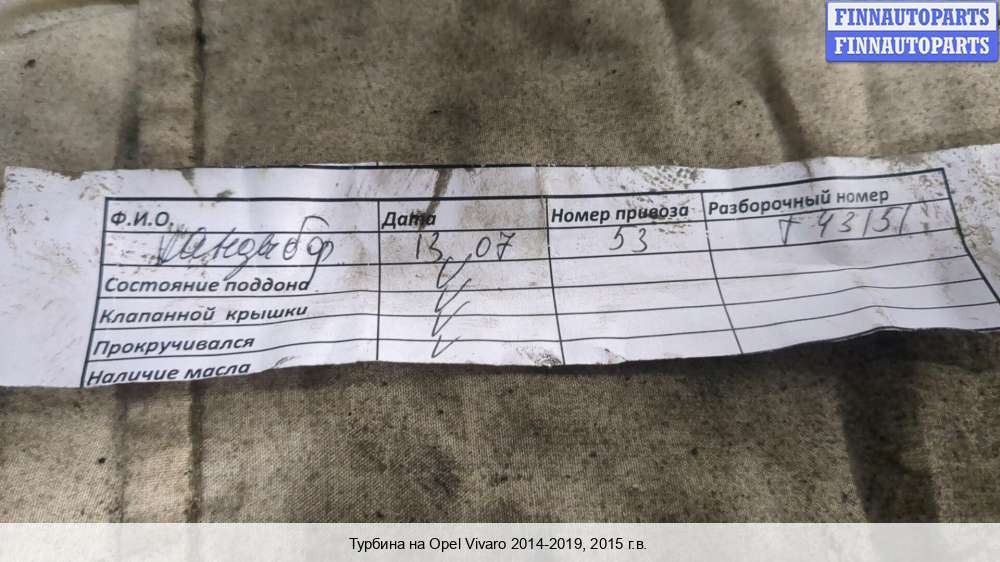 FINNAUTOPARTS
FINNAUTOPARTS
Ф.И.О. Дата Номер привоза Разборочный номер
13 07 53 T 43151
Состояние поддона
Клапанной крышки
Прокручивался
Наличие масла
Турбина на Opel Vivaro 2014-2019, 2015 г.в.